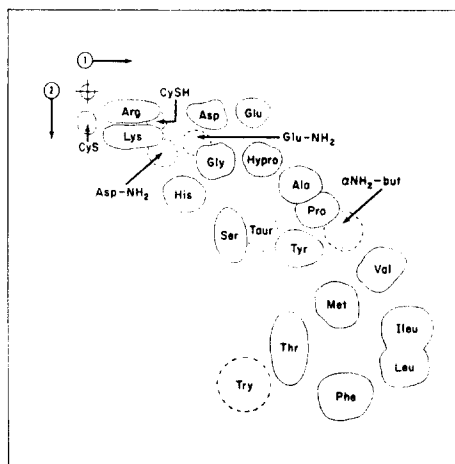 1
2
CySH
Arg
Asp
Glu
Lys
Glu-NH₂
CyS
Gly
Hypro
Asp-NH₂
His
Ala
αNH₂-but
Pro
Ser
Taur
Tyr
Val
Met
Ileu
Thr
Leu
Try
Phe